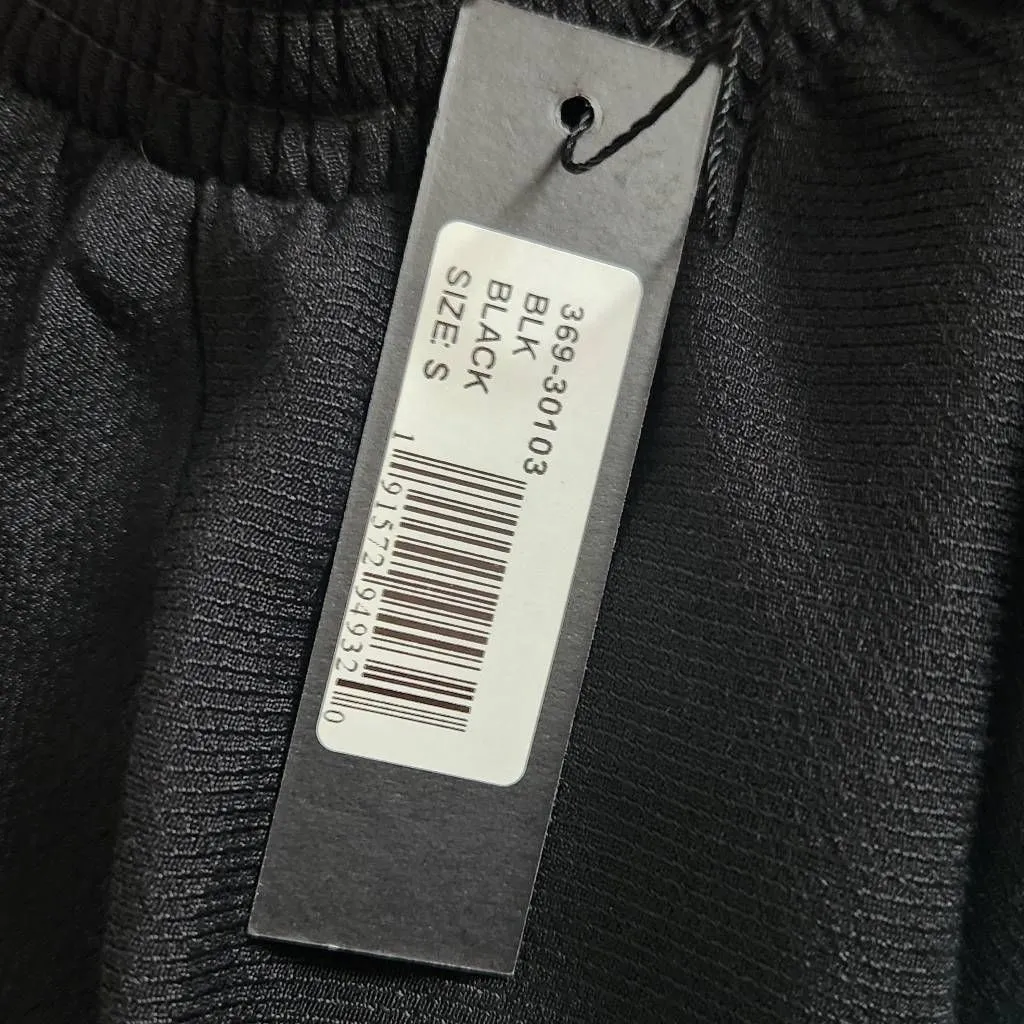 369-30103
BLK
BLACK
SIZE: S
1 91572 94932 0